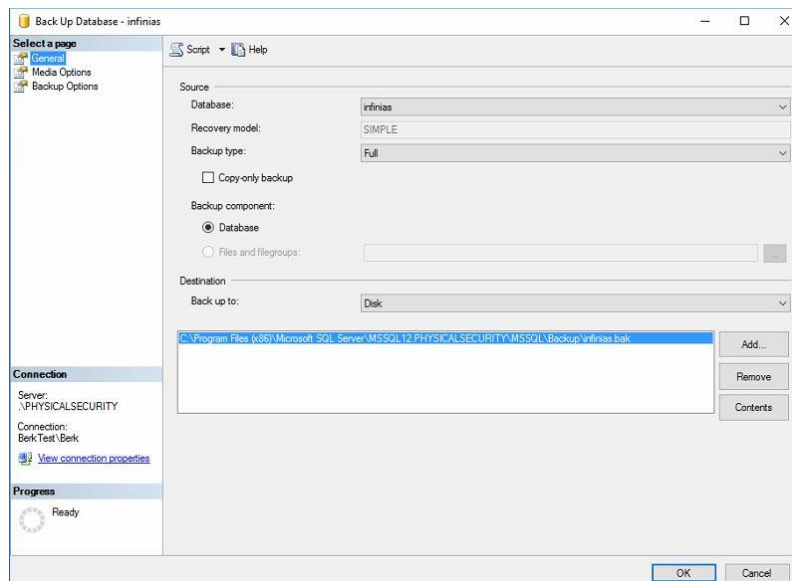 Back Up Database - infinias
Select a page
General
Media Options
Backup Options
Script
Help
Source
Database:
infinias
Recovery model:
SIMPLE
Backup type:
Full
Copy-only backup
Backup component:
Database
Files and filegroups:
...
Destination
Back up to:
Disk
C:\Program Files (x86)\Microsoft SQL Server\MSSQL12.PHYSICALSECURITY\MSSQL\Backup\infinias.bak
Add...
Remove
Contents
Connection
Server:
.\PHYSICALSECURITY
Connection:
BerkTest\Berk
View connection properties
Progress
Ready
OK
Cancel